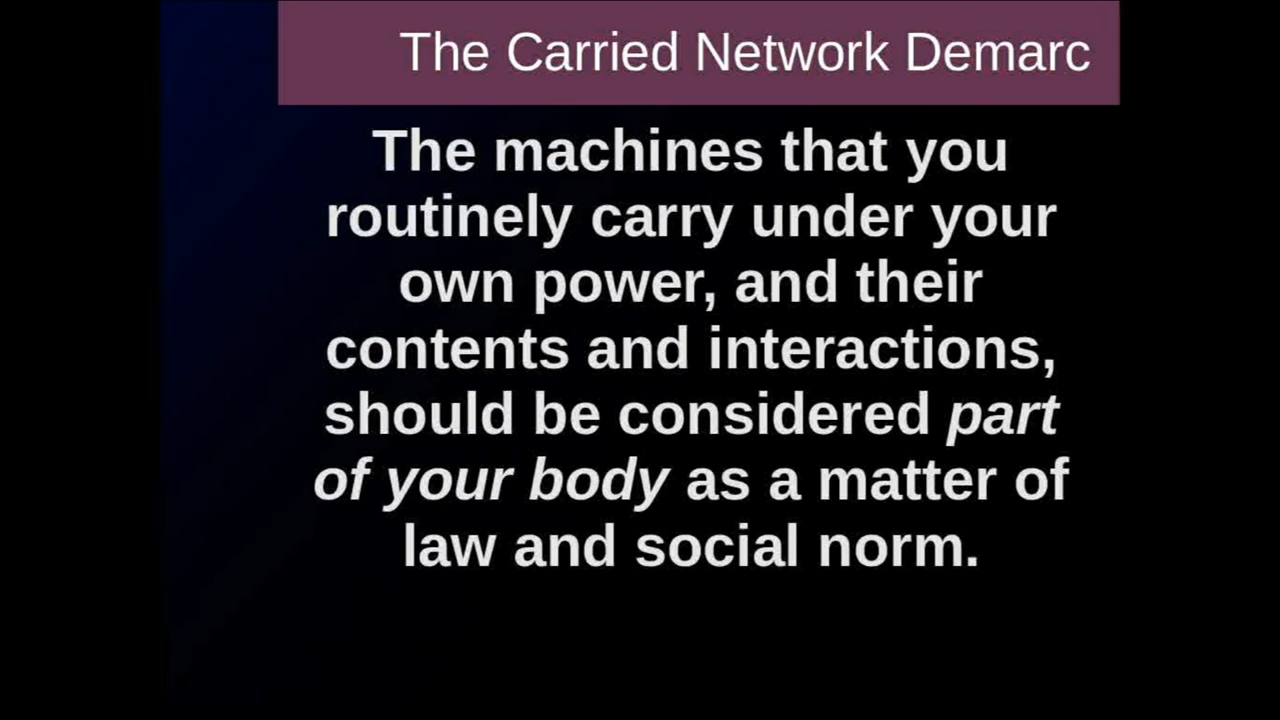 The Carried Network Demarc
The machines that you
routinely carry under your
own power, and their
contents and interactions,
should be considered part
of your body as a matter of
law and social norm.